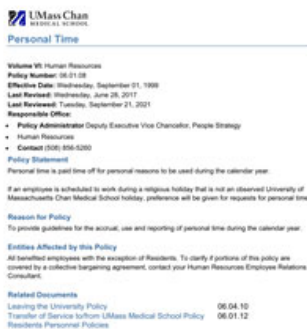 UMass Chan
MEDICAL SCHOOL
Personal Time
Volume VI: Human Resources
Policy Number: 06.01.08
Effective Date: Wednesday, September 01, 1999
Last Revised: Wednesday, June 28, 2017
Last Reviewed: Tuesday, September 21, 2021
Responsible Office:
• Policy Administrator Deputy Executive Vice Chancellor, People Strategy
• Human Resources
• Contact (508) 856-5260
Policy Statement
Personal time is paid time off for personal reasons to be used during the calendar year.
If an employee is scheduled to work during a religious holiday that is not an observed University of
Massachusetts Chan Medical School holiday, preference will be given for requests for personal time
Reason for Policy
To provide guidelines for the accrual, use and reporting of personal time during the calendar year.
Entities Affected by this Policy
All benefited employees with the exception of Residents. To clarify if portions of this policy are
covered by a collective bargaining agreement, contact your Human Resources Employee Relations
Consultant.
Related Documents
Leaving the University Policy 06.04.10
Transfer of Service to/from UMass Medical School Policy 06.01.12
Residents Personnel Policies